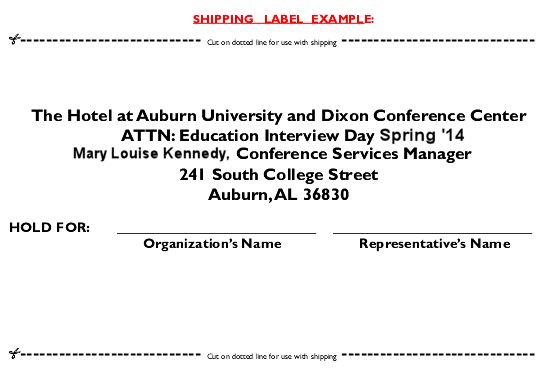 SHIPPING LABEL EXAMPLE:
Cut on dotted line for use with shipping
The Hotel at Auburn University and Dixon Conference Center
ATTN: Education Interview Day Spring '14
Mary Louise Kennedy, Conference Services Manager
241 South College Street
Auburn, AL 36830
HOLD FOR:
Organization's Name Representative's Name
Cut on dotted line for use with shipping